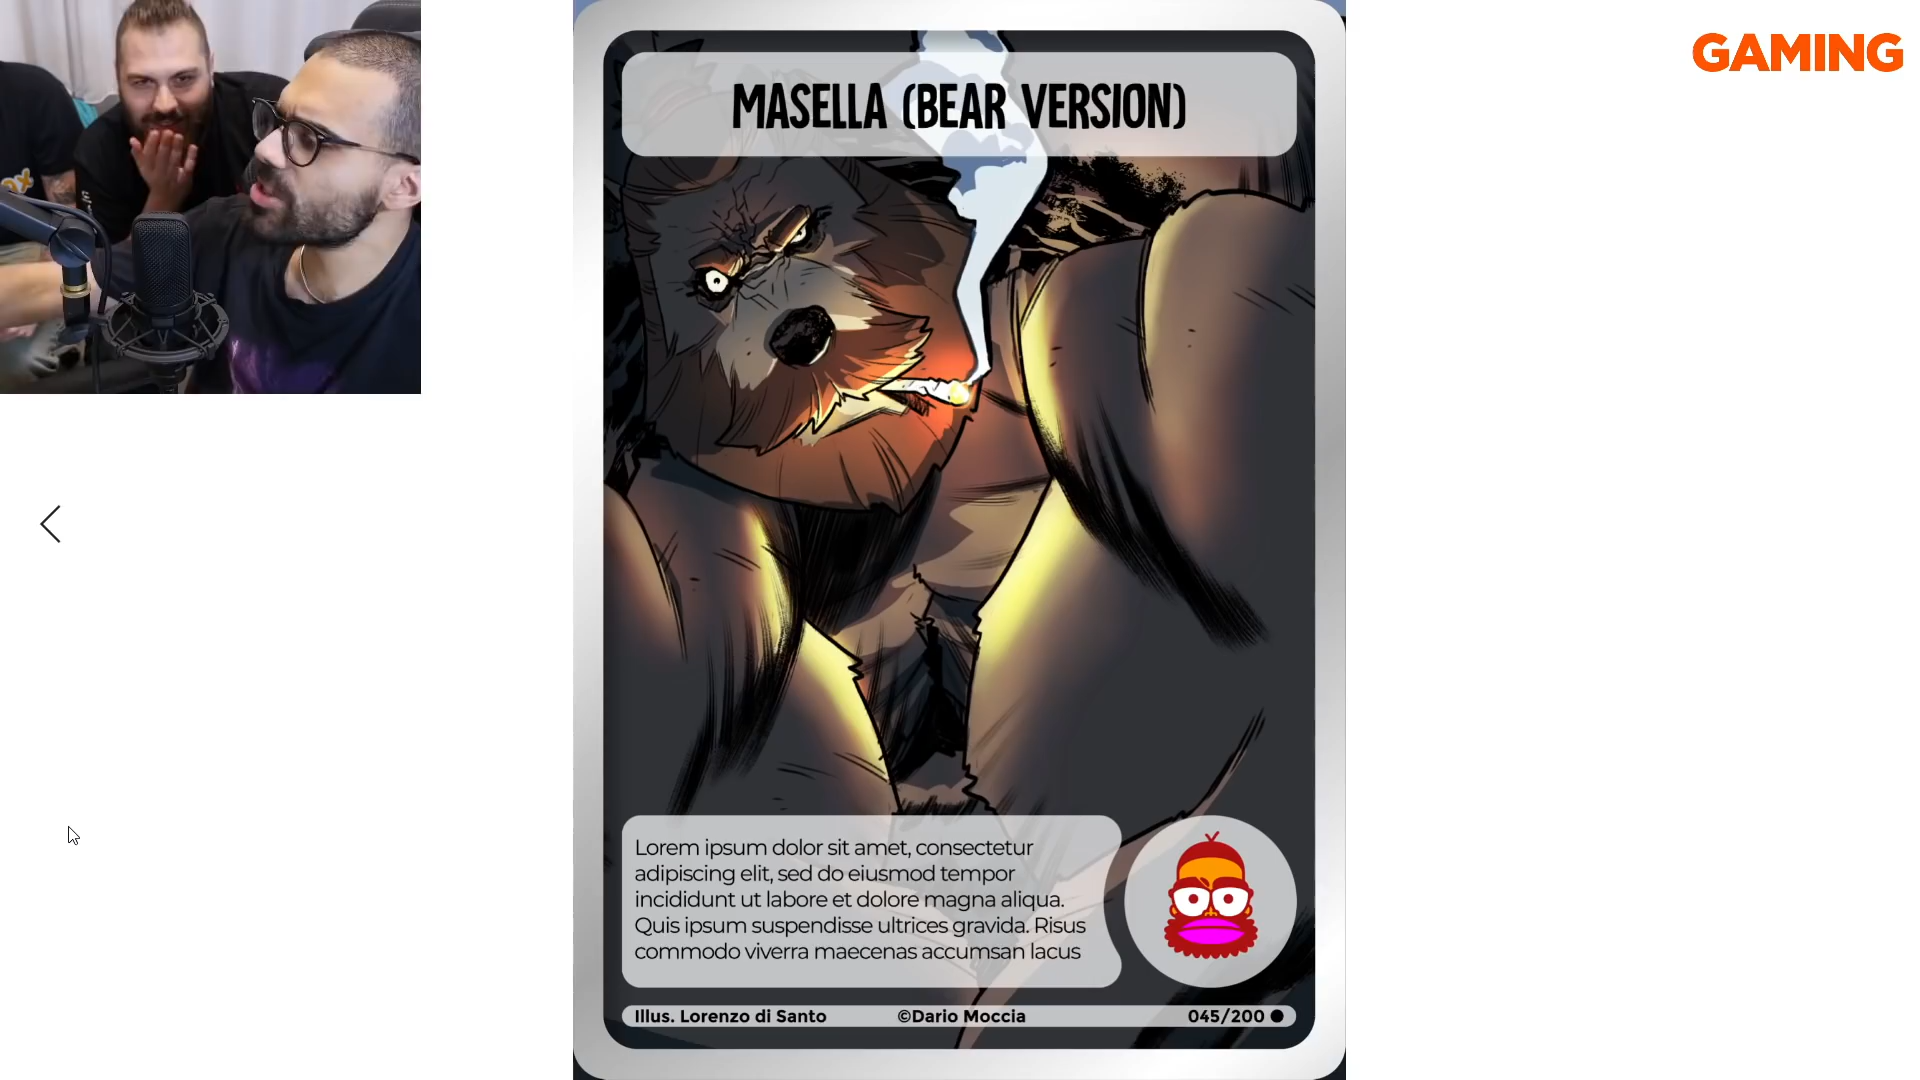 GAMING
MASELLA (BEAR VERSION)
Lorem ipsum dolor sit amet, consectetur
adipiscing elit, sed do eiusmod tempor
incididunt ut labore et dolore magna aliqua.
Quis ipsum suspendisse ultrices gravida. Risus
commodo viverra maecenas accumsan lacus
Illus. Lorenzo di Santo ©Dario Moccia 045/200